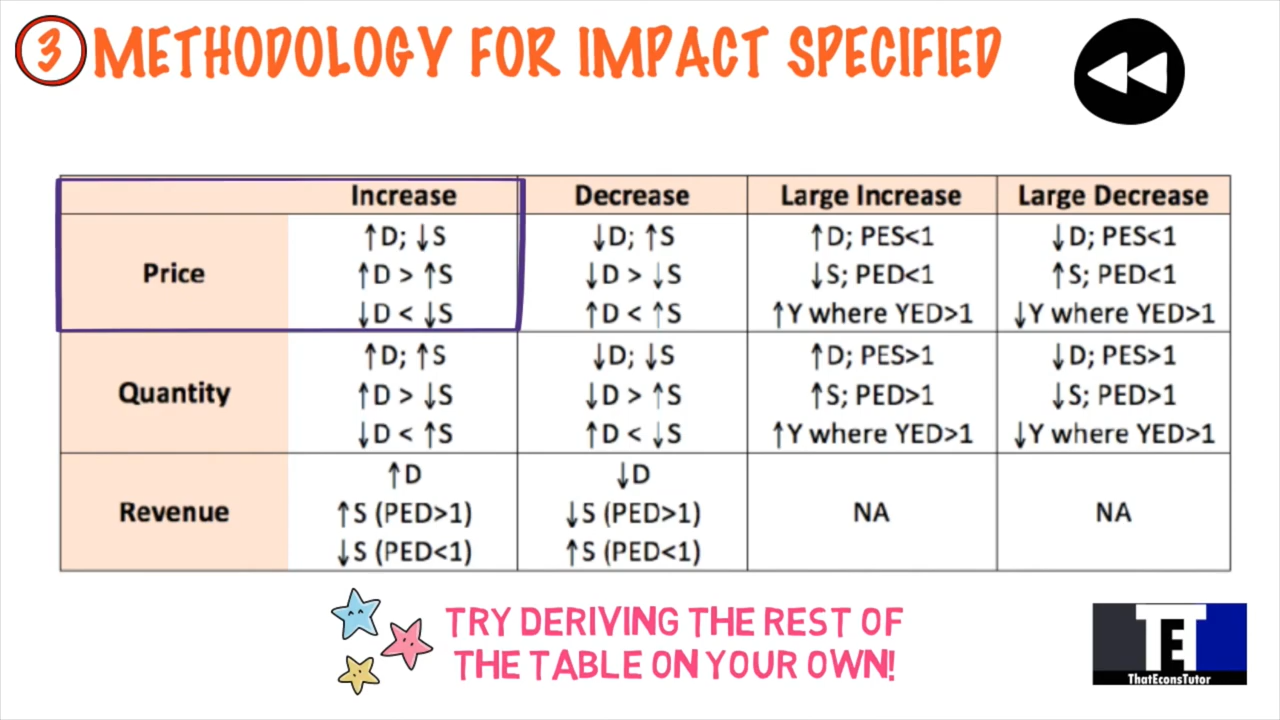 3 METHODOLOGY FOR IMPACT SPECIFIED
Increase Decrease Large Increase Large Decrease
Price
↑D; ↓S
↑D > ↑S
↓D < ↓S
↓D; ↑S
↓D > ↓S
↑D < ↑S
↑D; PES<1
↓S; PED<1
↑Y where YED>1
↓D; PES<1
↑S; PED<1
↓Y where YED>1
Quantity
↑D; ↑S
↑D > ↓S
↓D < ↑S
↓D; ↓S
↓D > ↑S
↑D < ↓S
↑D; PES>1
↑S; PED>1
↑Y where YED>1
↓D; PES>1
↓S; PED>1
↓Y where YED>1
Revenue
↑D
↑S (PED>1)
↓S (PED<1)
↓D
↓S (PED>1)
↑S (PED<1)
NA
NA
TRY DERIVING THE REST OF
THE TABLE ON YOUR OWN!
TET
ThatEconsTutor